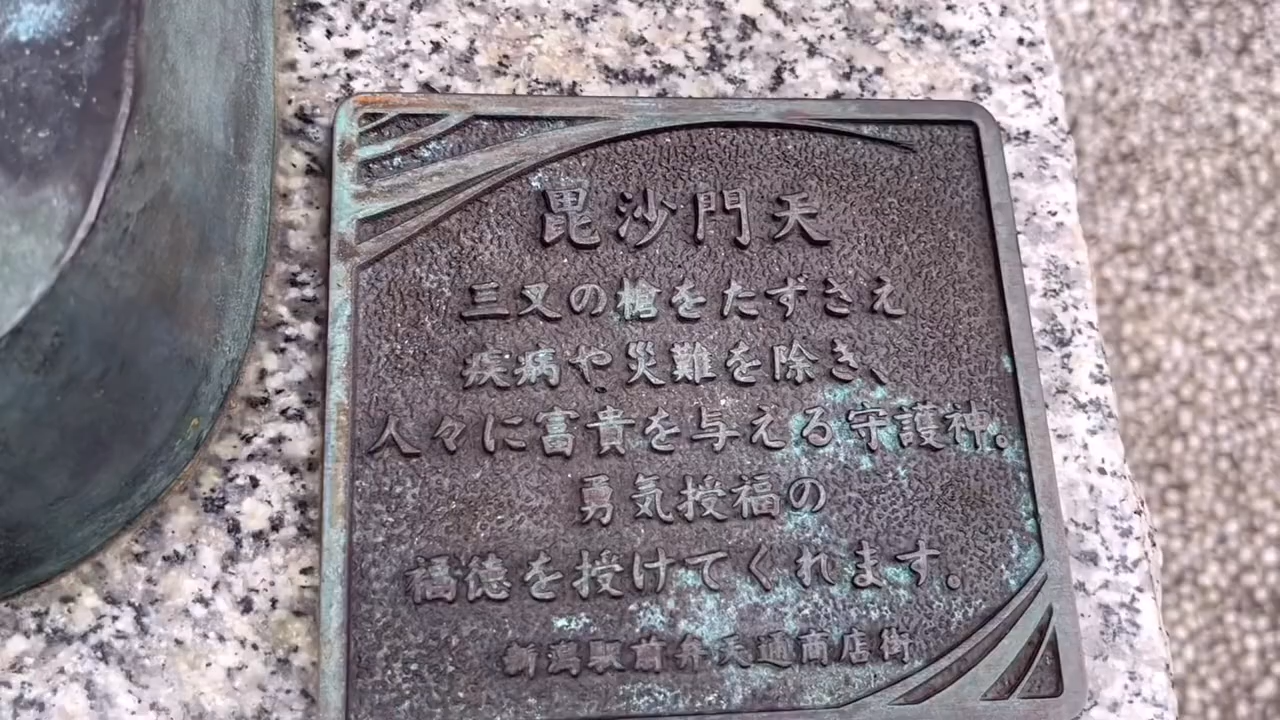 毘沙門天
三叉の槍をたずさえ
疾病や災難を除き、
人々に富貴を与える守護神。
勇気授福の
福徳を授けてくれます。
新潟駅前弁天通商店街